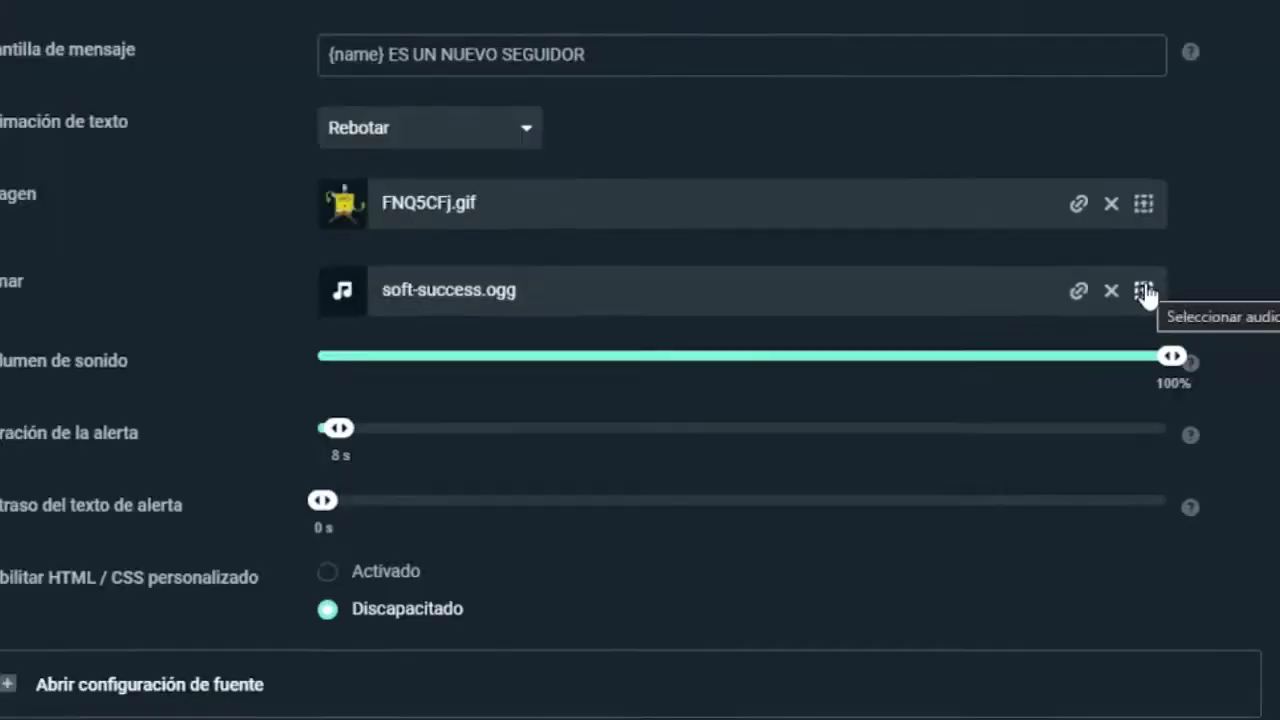 antilla de mensaje
{name} ES UN NUEVO SEGUIDOR
imación de texto
Rebotar
agen
FNQ5CFj.gif
nar
soft-success.ogg
Seleccionar audio
lumen de sonido
100%
ración de la alerta
8 s
traso del texto de alerta
0 s
bilitar HTML / CSS personalizado
Activado
Discapacitado
Abrir configuración de fuente